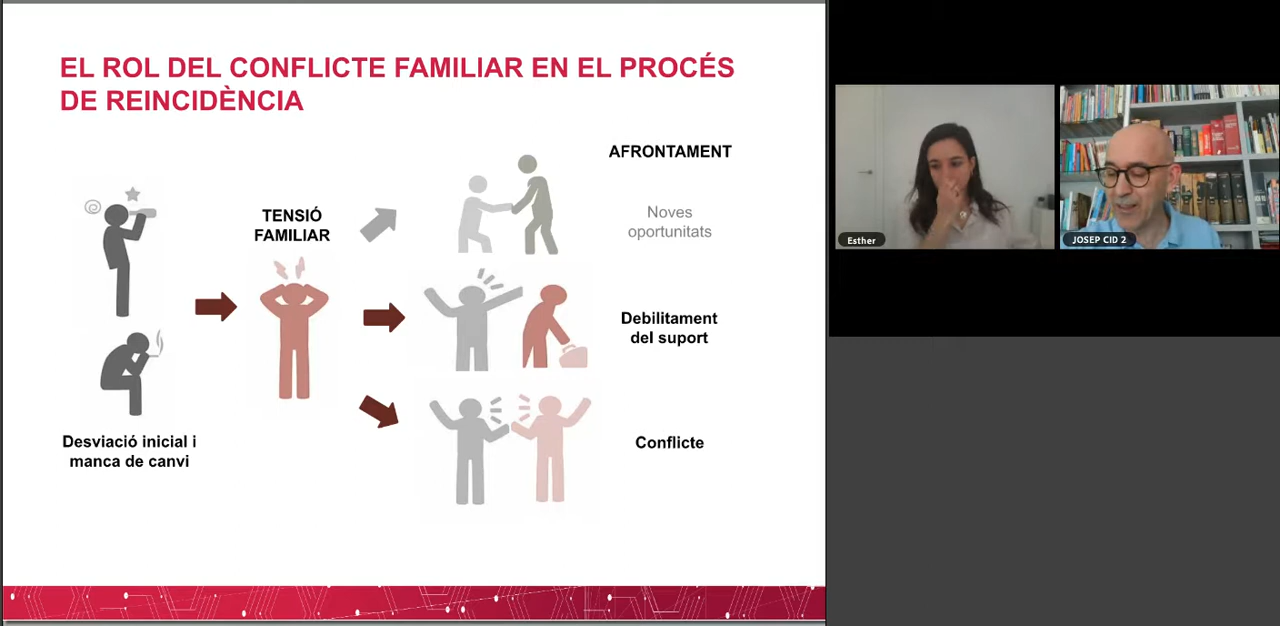 EL ROL DEL CONFLICTE FAMILIAR EN EL PROCÉS
DE REINCIDÈNCIA
AFRONTAMENT
TENSIÓ
FAMILIAR
Noves
oportunitats
Debilitament
del suport
Conflicte
Desviació inicial i
manca de canvi
Esther
JOSEP CID 2